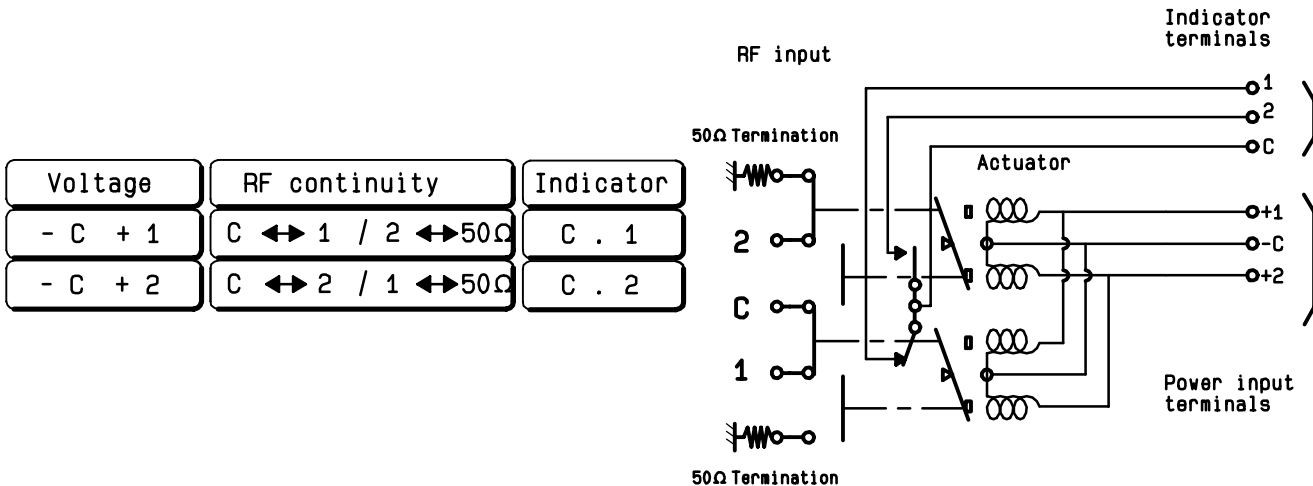 Voltage RF continuity Indicator
- C + 1 C ↔ 1 / 2 ↔ 50Ω C . 1
- C + 2 C ↔ 2 / 1 ↔ 50Ω C . 2
RF input
Indicator
terminals
1
2
C
50Ω Termination
Actuator
2
C
1
+1
-C
+2
Power input
terminals
50Ω Termination